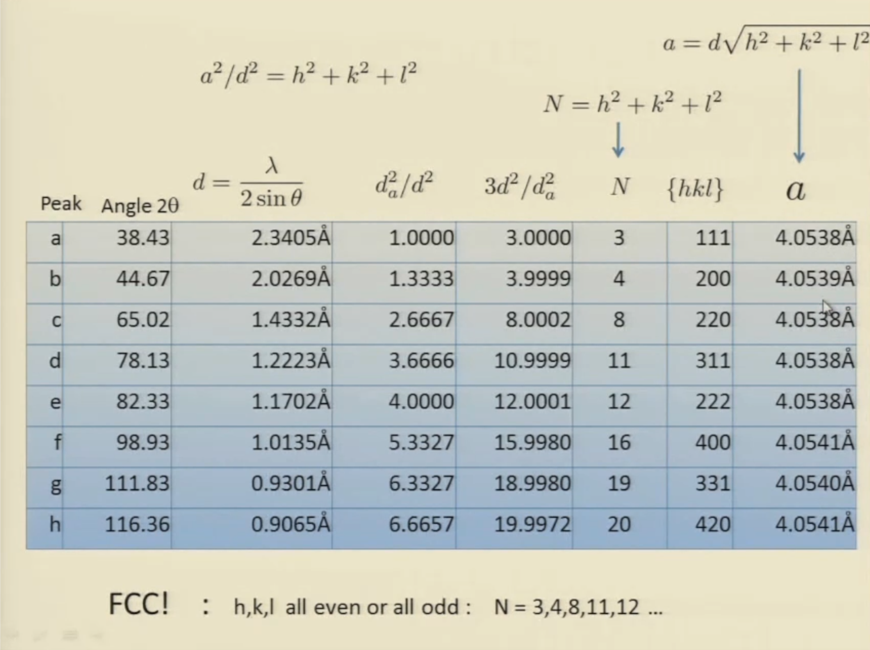 a = d√h² + k² + l²
a²/d² = h² + k² + l²
N = h² + k² + l²
Peak Angle 2θ d = λ / 2 sin θ d²ₐ/d² 3d²ₐ/d² N {hkl} a
a 38.43 2.3405Å 1.0000 3.0000 3 111 4.0538Å
b 44.67 2.0269Å 1.3333 3.9999 4 200 4.0539Å
c 65.02 1.4332Å 2.6667 8.0002 8 220 4.0538Å
d 78.13 1.2223Å 3.6666 10.9999 11 311 4.0538Å
e 82.33 1.1702Å 4.0000 12.0001 12 222 4.0538Å
f 98.93 1.0135Å 5.3327 15.9980 16 400 4.0541Å
g 111.83 0.9301Å 6.3327 18.9980 19 331 4.0540Å
h 116.36 0.9065Å 6.6657 19.9972 20 420 4.0541Å
FCC! : h,k,l all even or all odd : N = 3,4,8,11,12 ...